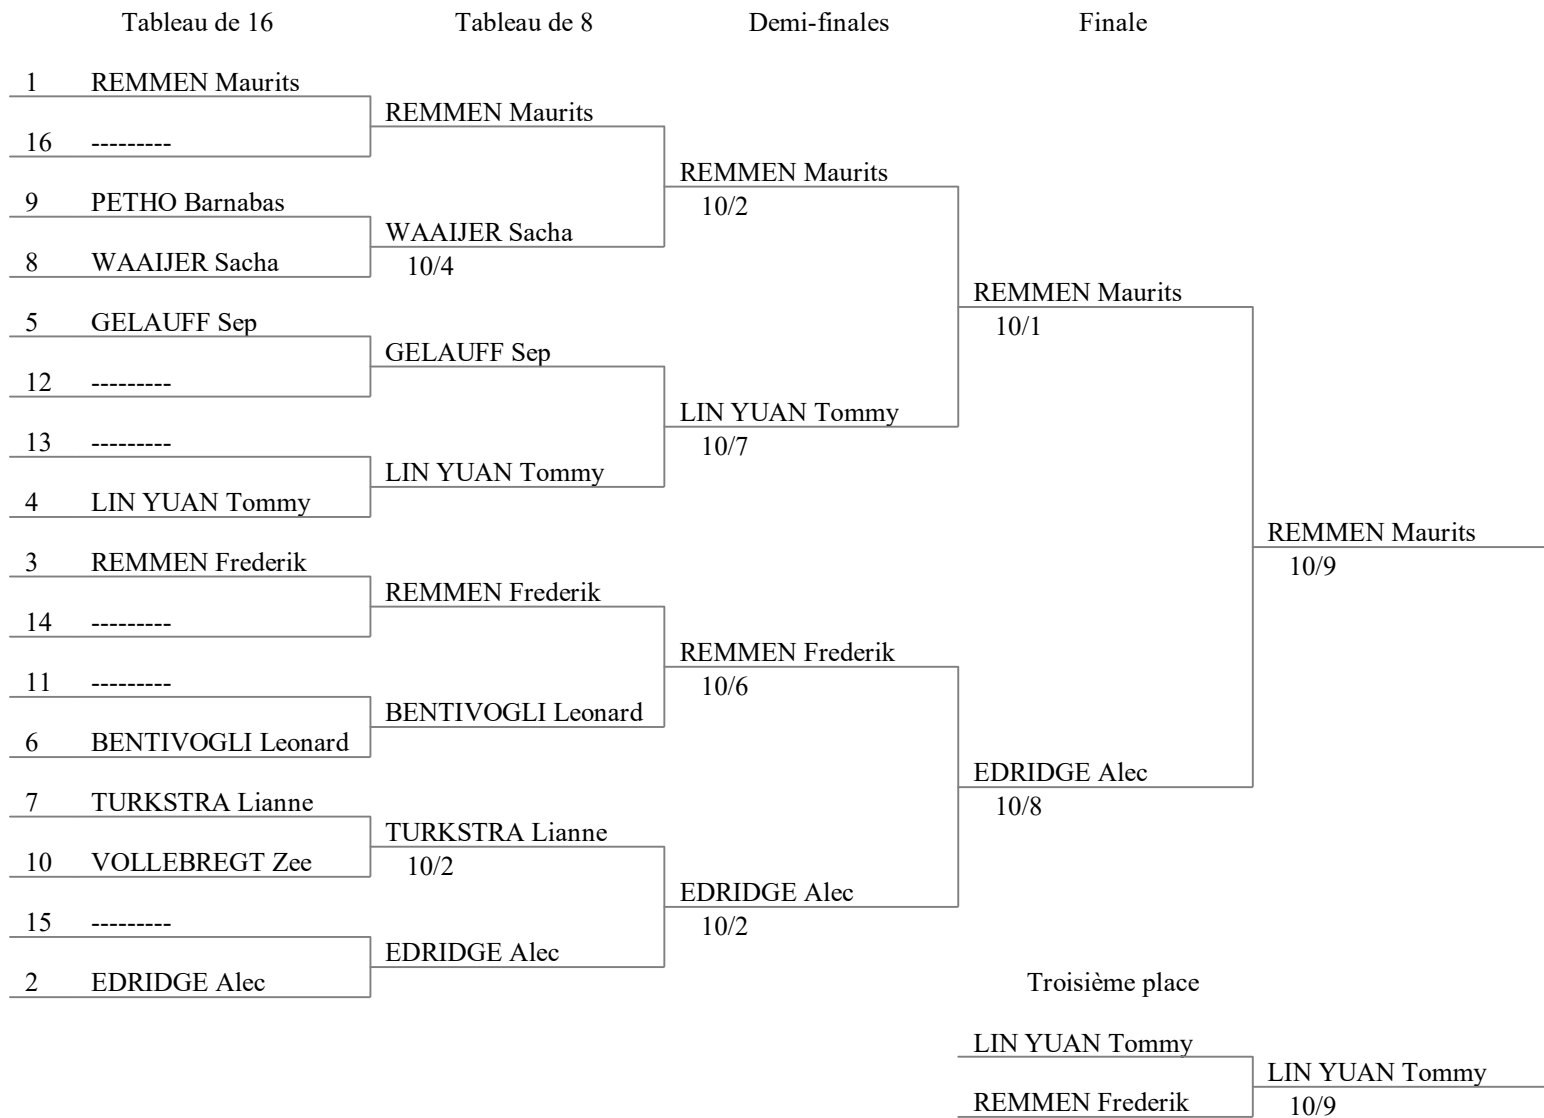 Tableau de 16 Tableau de 8 Demi-finales Finale
1 REMMEN Maurits
REMMEN Maurits
16 ---------
REMMEN Maurits
10/2
9 PETHO Barnabas
WAAIJER Sacha
10/4
8 WAAIJER Sacha
REMMEN Maurits
10/1
5 GELAUFF Sep
GELAUFF Sep
12 ---------
LIN YUAN Tommy
10/7
13 ---------
LIN YUAN Tommy
4 LIN YUAN Tommy
REMMEN Maurits
10/9
3 REMMEN Frederik
REMMEN Frederik
14 ---------
REMMEN Frederik
10/6
11 ---------
BENTIVOGLI Leonard
6 BENTIVOGLI Leonard
EDRIDGE Alec
10/8
7 TURKSTRA Lianne
TURKSTRA Lianne
10/2
10 VOLLEBREGT Zee
EDRIDGE Alec
10/2
15 ---------
EDRIDGE Alec
2 EDRIDGE Alec
Troisième place
LIN YUAN Tommy
LIN YUAN Tommy
10/9
REMMEN Frederik